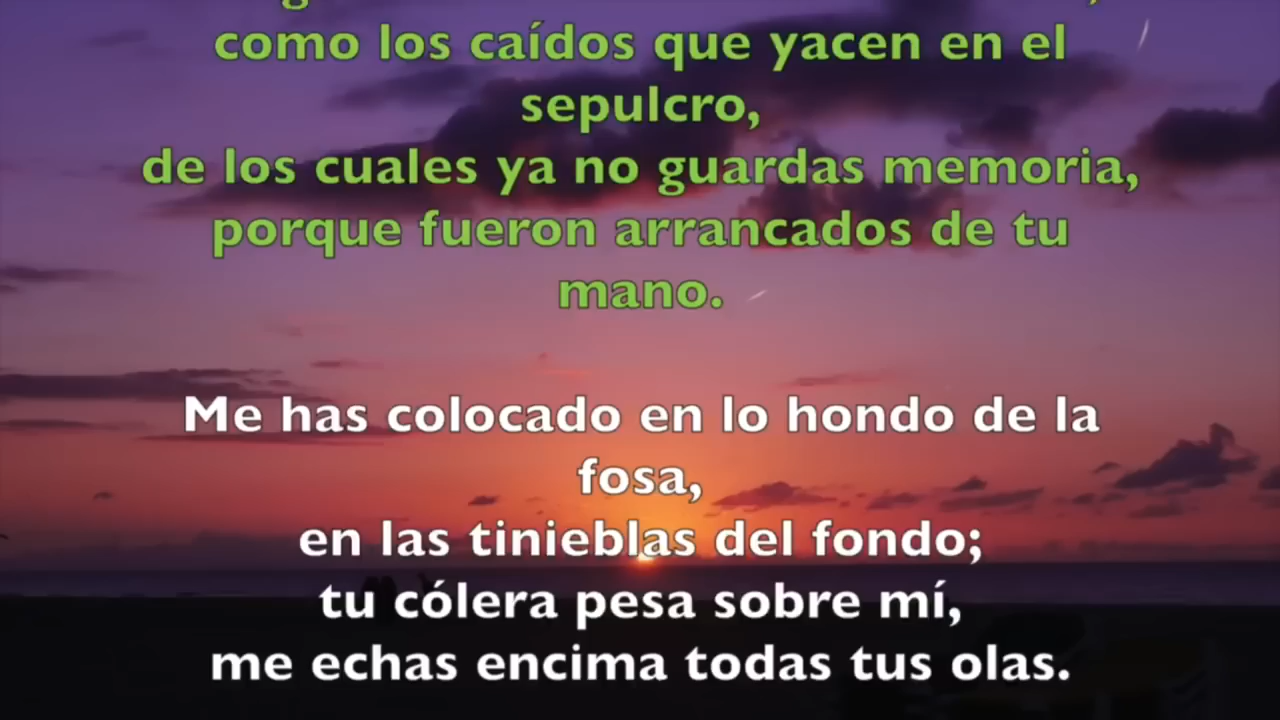 como los caídos que yacen en el
sepulcro,
de los cuales ya no guardas memoria,
porque fueron arrancados de tu
mano.
Me has colocado en lo hondo de la
fosa,
en las tinieblas del fondo;
tu cólera pesa sobre mí,
me echas encima todas tus olas.